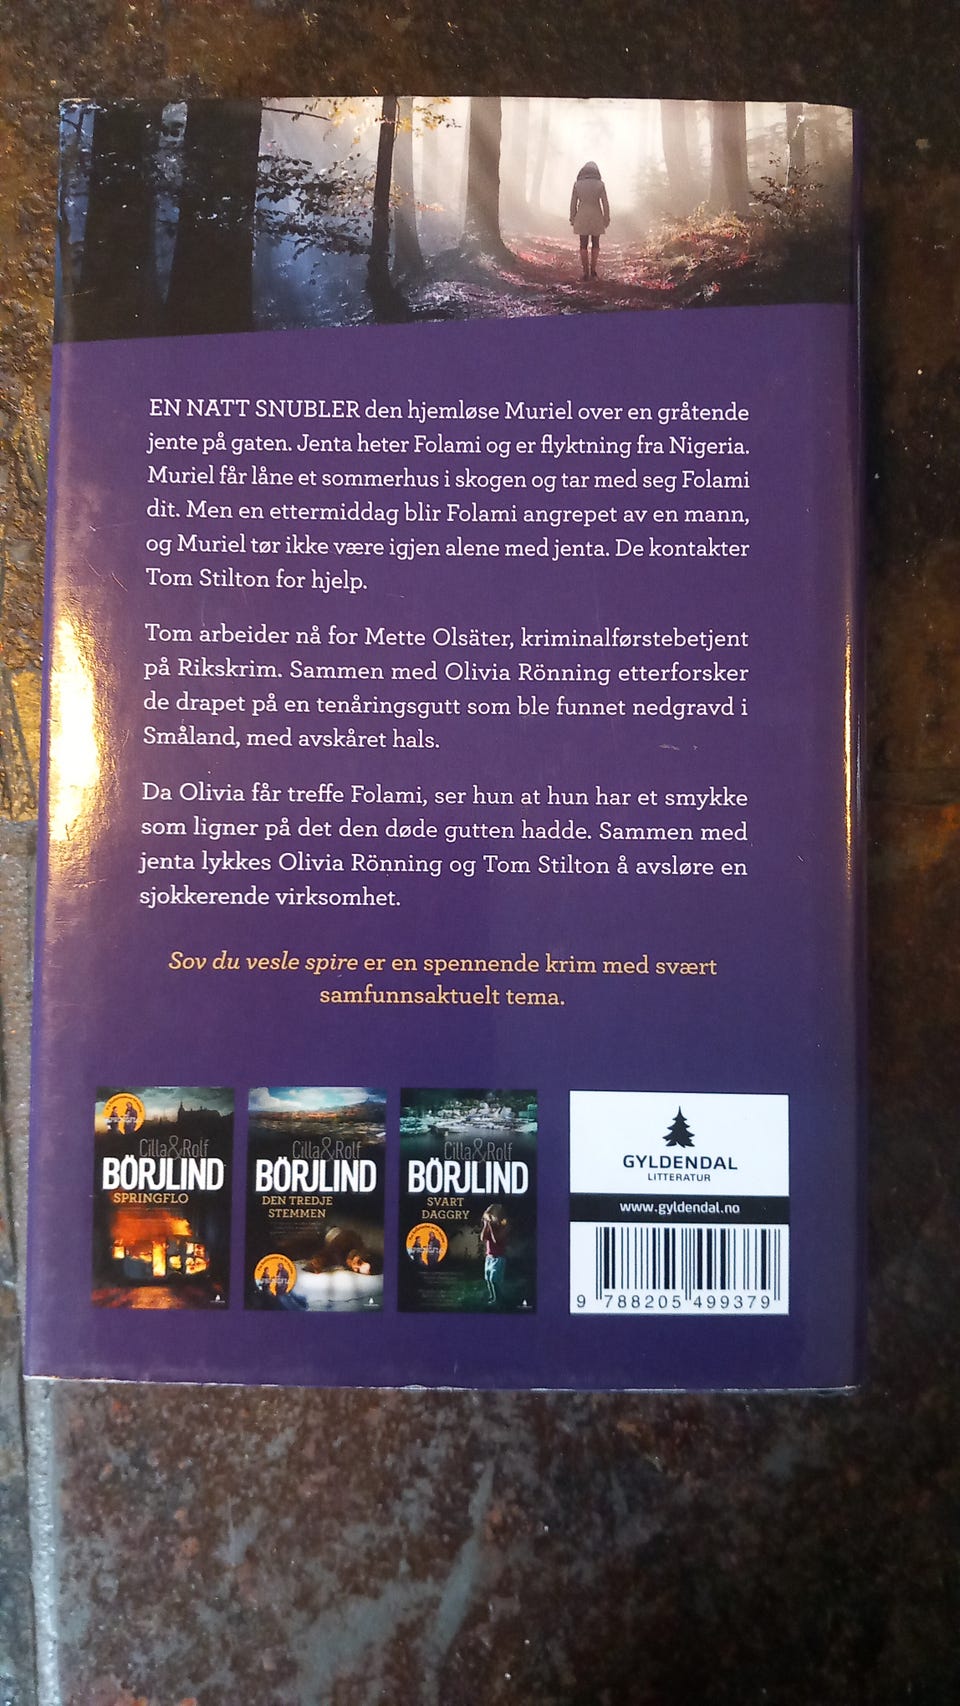 EN NATT SNUBLER den hjemløse Muriel over en gråtende
jente på gaten. Jenta heter Folami og er flyktning fra Nigeria.
Muriel får låne et sommerhus i skogen og tar med seg Folami
dit. Men en ettermiddag blir Folami angrepet av en mann,
og Muriel tør ikke være igjen alene med jenta. De kontakter
Tom Stilton for hjelp.
Tom arbeider nå for Mette Olsäter, kriminalførstebetjent
på Rikskrim. Sammen med Olivia Rönning etterforsker
de drapet på en tenåringsgutt som ble funnet nedgravd i
Småland, med avskåret hals.
Da Olivia får treffe Folami, ser hun at hun har et smykke
som ligner på det den døde gutten hadde. Sammen med
jenta lykkes Olivia Rönning og Tom Stilton å avsløre en
sjokkerende virksomhet.
Sov du vesle spire er en spennende krim med svært
samfunnsaktuelt tema.
Cilla & Rolf
BÖRJLIND
SPRINGFLO
Cilla & Rolf
BÖRJLIND
DEN TREDJE
STEMMEN
Cilla & Rolf
BÖRJLIND
SVART
DAGGRY
GYLDENDAL
LITTERATUR
www.gyldendal.no
9 788205 499379